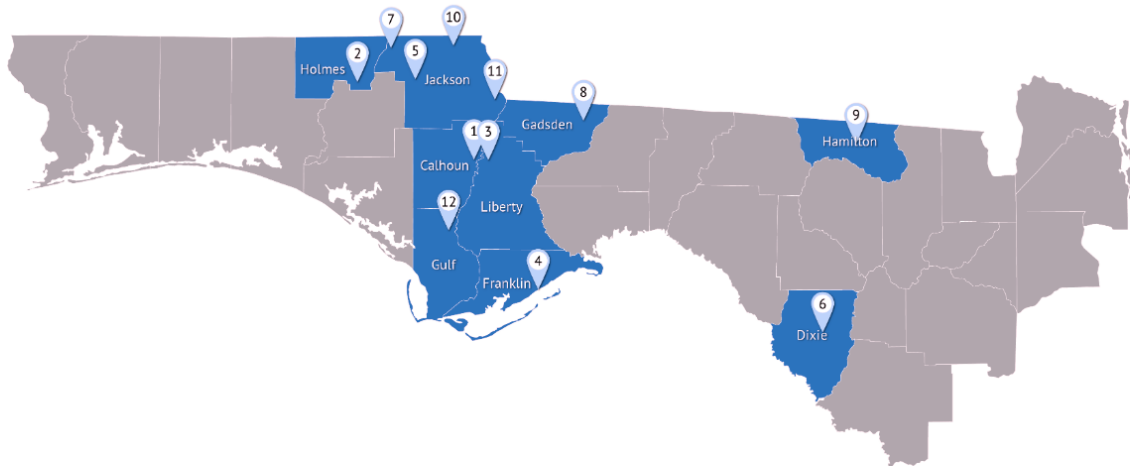 7
10
2
5
Holmes
Jackson
11
8
Gadsden
9
Hamilton
1
3
Calhoun
12
Liberty
Gulf
4
Franklin
6
Dixie